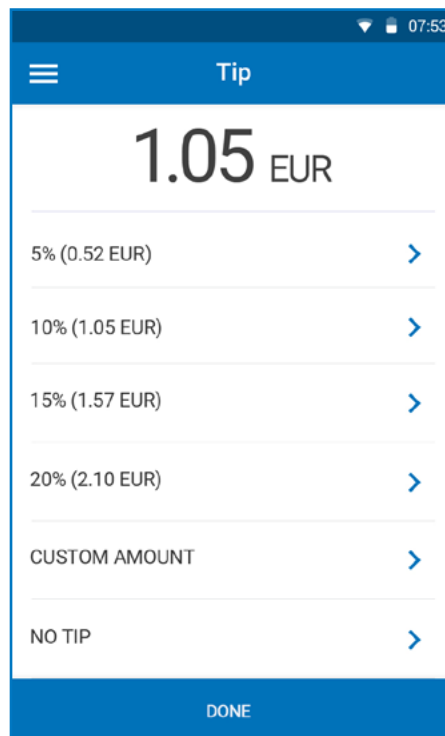 07:53
Tip
1.05 EUR
5% (0.52 EUR)
10% (1.05 EUR)
15% (1.57 EUR)
20% (2.10 EUR)
CUSTOM AMOUNT
NO TIP
DONE